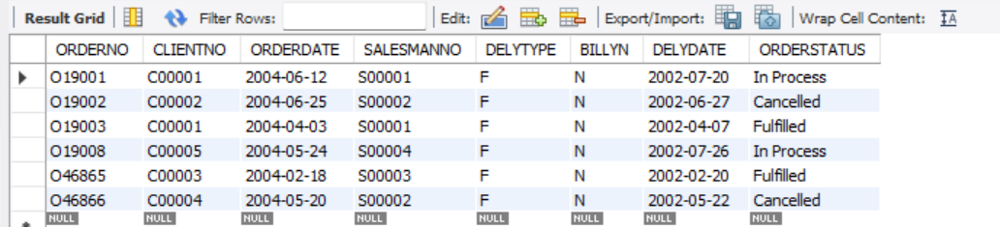 Result Grid Filter Rows: Edit: Export/Import: Wrap Cell Content: IA
ORDERNO CLIENTNO ORDERDATE SALESMANNO DELYTYPE BILLYN DELYDATE ORDERSTATUS
O19001 C00001 2004-06-12 S00001 F N 2002-07-20 In Process
O19002 C00002 2004-06-25 S00002 F N 2002-06-27 Cancelled
O19003 C00001 2004-04-03 S00001 F N 2002-04-07 Fulfilled
O19008 C00005 2004-05-24 S00004 F N 2002-07-26 In Process
O46865 C00003 2004-02-18 S00003 F N 2002-02-20 Fulfilled
O46866 C00004 2004-05-20 S00002 F N 2002-05-22 Cancelled
NULL NULL NULL NULL NULL NULL NULL NULL